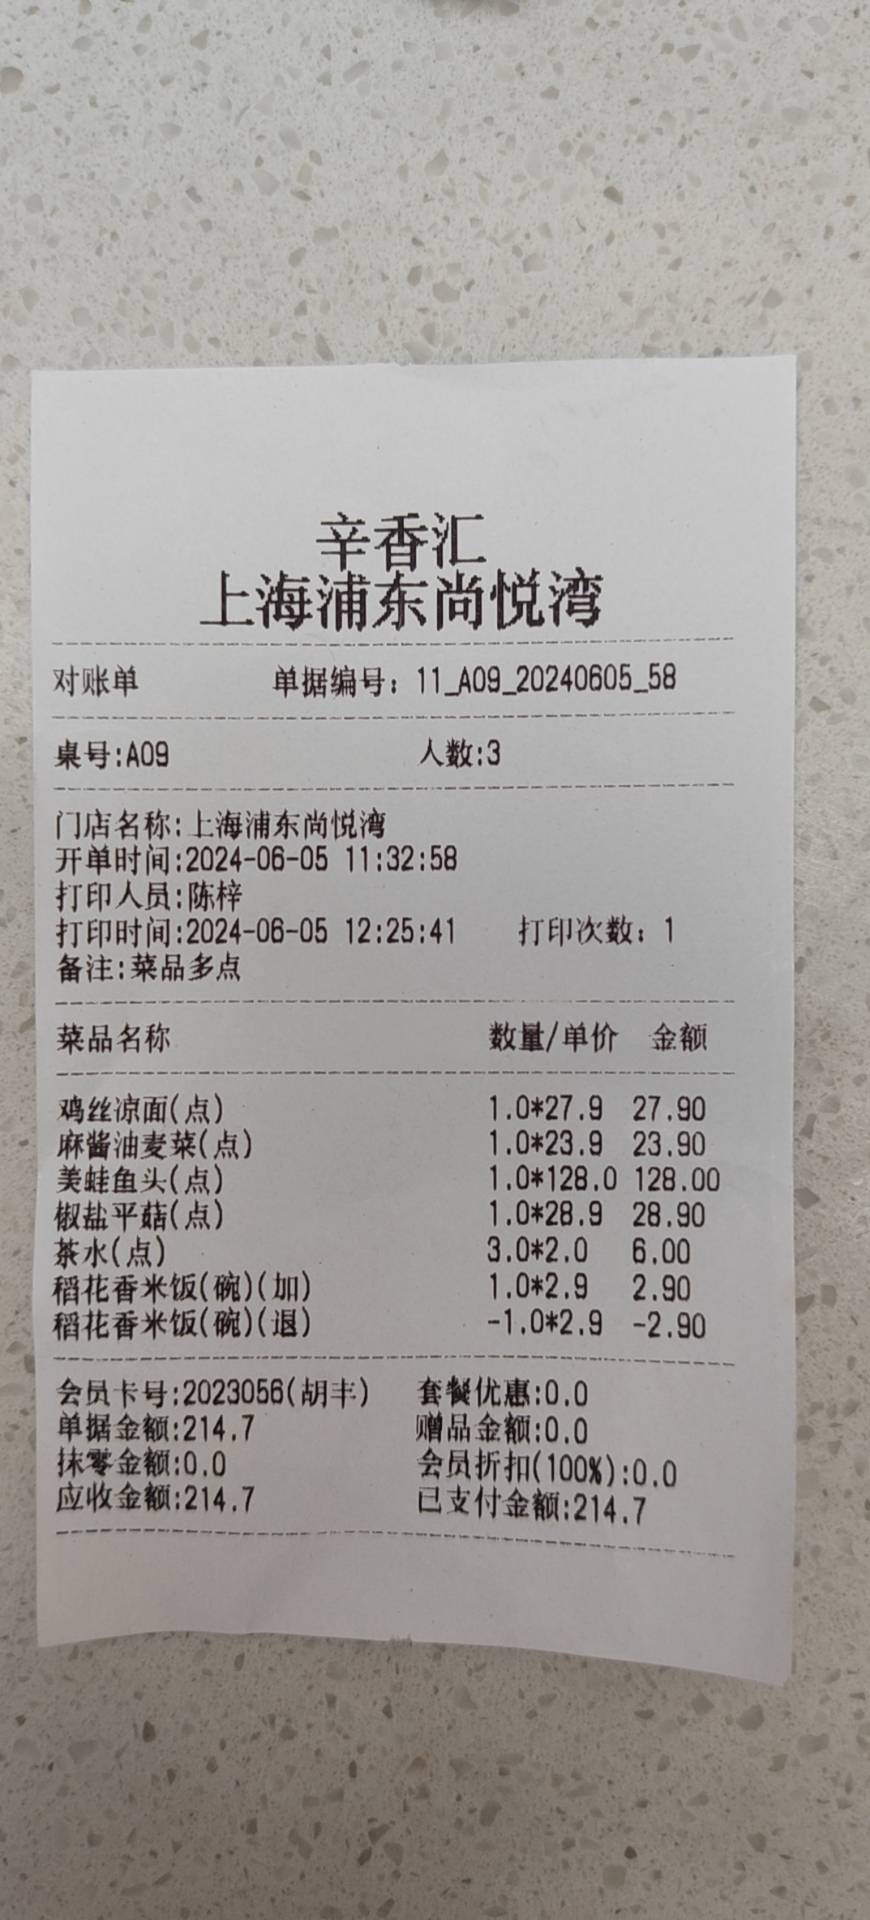 辛香汇
上海浦东尚悦湾
对账单 单据编号：11_A09_20240605_58
桌号:A09 人数:3
门店名称:上海浦东尚悦湾
开单时间:2024-06-05 11:32:58
打印人员:陈梓
打印时间:2024-06-05 12:25:41 打印次数：1
备注:菜品多点
菜品名称 数量/单价 金额
鸡丝凉面(点) 1.0*27.9 27.90
麻酱油麦菜(点) 1.0*23.9 23.90
美蛙鱼头(点) 1.0*128.0 128.00
椒盐平菇(点) 1.0*28.9 28.90
茶水(点) 3.0*2.0 6.00
稻花香米饭(碗)(加) 1.0*2.9 2.90
稻花香米饭(碗)(退) -1.0*2.9 -2.90
会员卡号:2023056(胡丰) 套餐优惠:0.0
单据金额:214.7 赠品金额:0.0
抹零金额:0.0 会员折扣(100%):0.0
应收金额:214.7 已支付金额:214.7